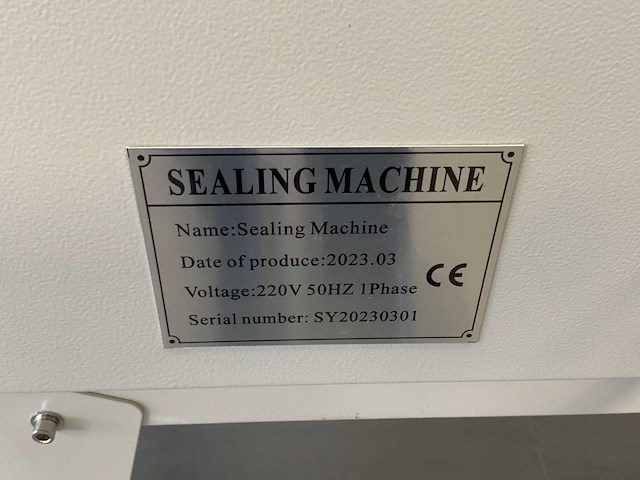 SEALING MACHINE
Name:Sealing Machine
Date of produce:2023.03
Voltage:220V 50HZ 1Phase
CE
Serial number: SY20230301